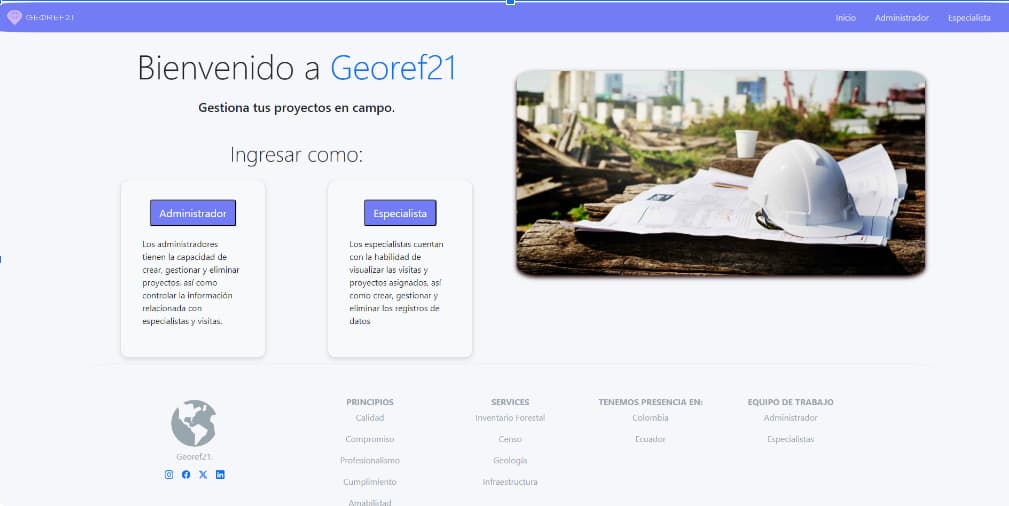 GEOREF21
Inicio Administrador Especialista
Bienvenido a Georef21
Gestiona tus proyectos en campo.
Ingresar como:
Administrador
Los administradores
tienen la capacidad de
crear, gestionar y eliminar
proyectos, así como
controlar la información
relacionada con
especialistas y visitas.
Especialista
Los especialistas cuentan
con la habilidad de
visualizar las visitas y
proyectos asignados, así
como crear, gestionar y
eliminar los registros de
datos
Georef21.
PRINCIPIOS
Calidad
Compromiso
Profesionalismo
Cumplimiento
Amabilidad
SERVICES
Inventario Forestal
Censo
Geología
Infraestructura
TENEMOS PRESENCIA EN:
Colombia
Ecuador
EQUIPO DE TRABAJO
Administrador
Especialistas